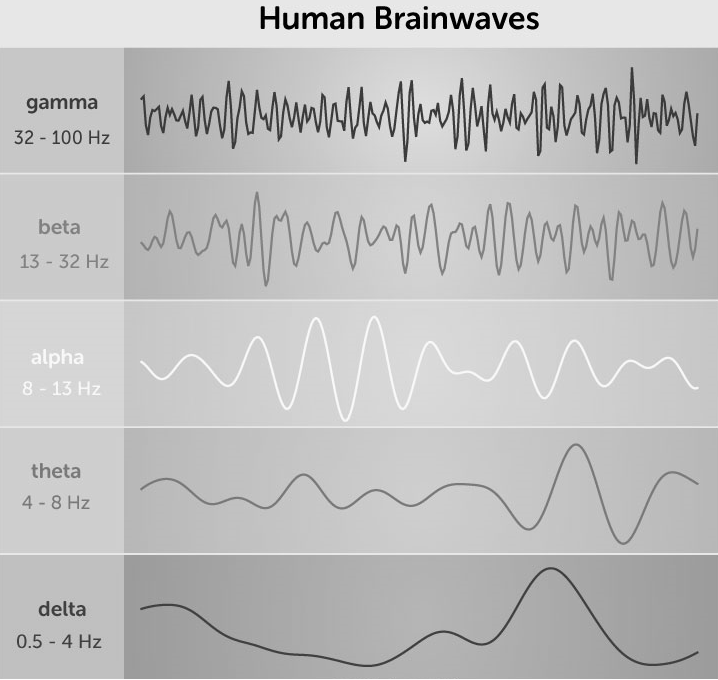 Human Brainwaves
gamma
32 - 100 Hz
beta
13 - 32 Hz
alpha
8 - 13 Hz
theta
4 - 8 Hz
delta
0.5 - 4 Hz